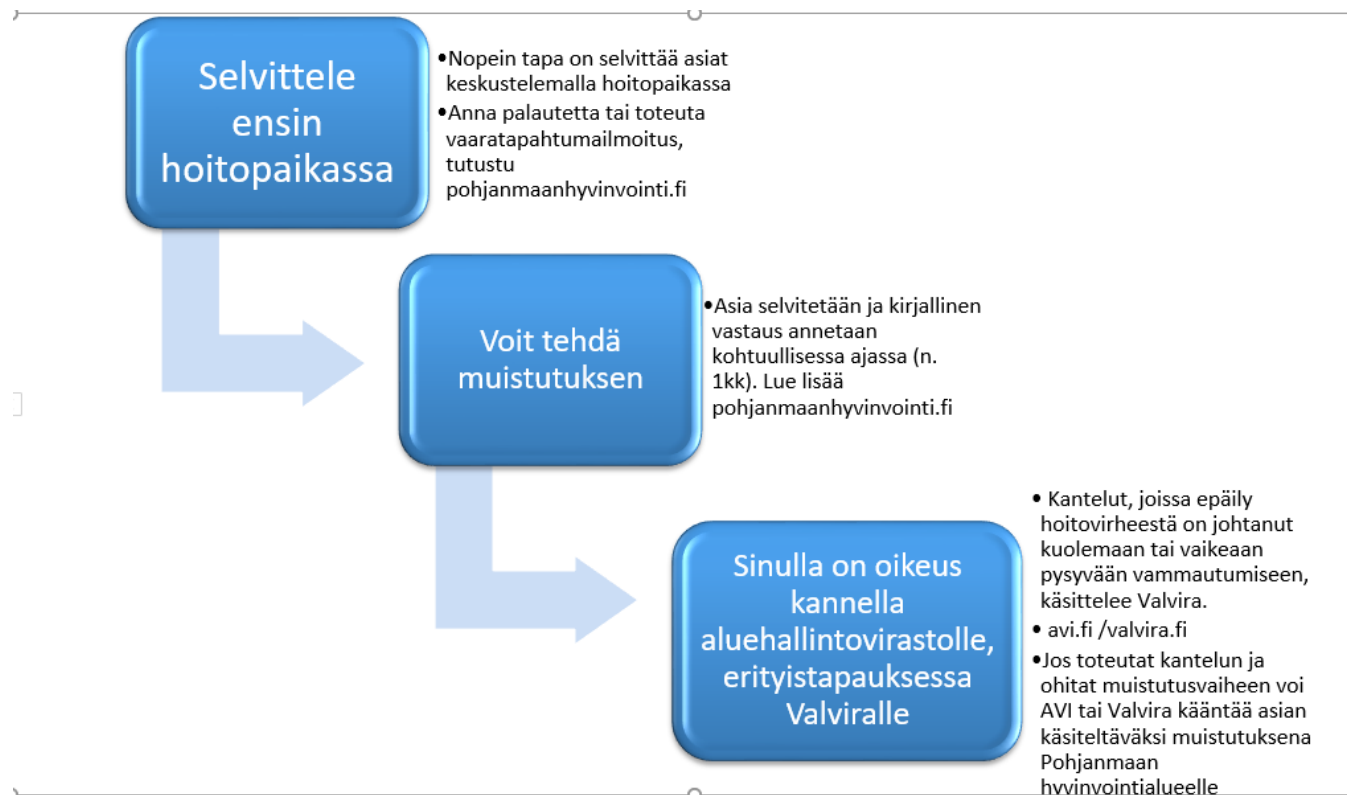 Selvittele
ensin
hoitopaikassa
•Nopein tapa on selvittää asiat
keskustelemalla hoitopaikassa
•Anna palautetta tai toteuta
vaaratapahtumailmoitus,
tutustu
pohjanmaanhyvinvointi.fi
Voit tehdä
muistutuksen
•Asia selvitetään ja kirjallinen
vastaus annetaan
kohtuullisessa ajassa (n.
1kk). Lue lisää
pohjanmaanhyvinvointi.fi
Sinulla on oikeus
kannella
aluehallintovirastolle,
erityistapauksessa
Valviralle
• Kantelut, joissa epäily
hoitovirheestä on johtanut
kuolemaan tai vaikeaan
pysyvään vammautumiseen,
käsittelee Valvira.
• avi.fi /valvira.fi
•Jos toteutat kantelun ja
ohitat muistutusvaiheen voi
AVI tai Valvira kääntää asian
käsiteltäväksi muistutuksena
Pohjanmaan
hyvinvointialueelle